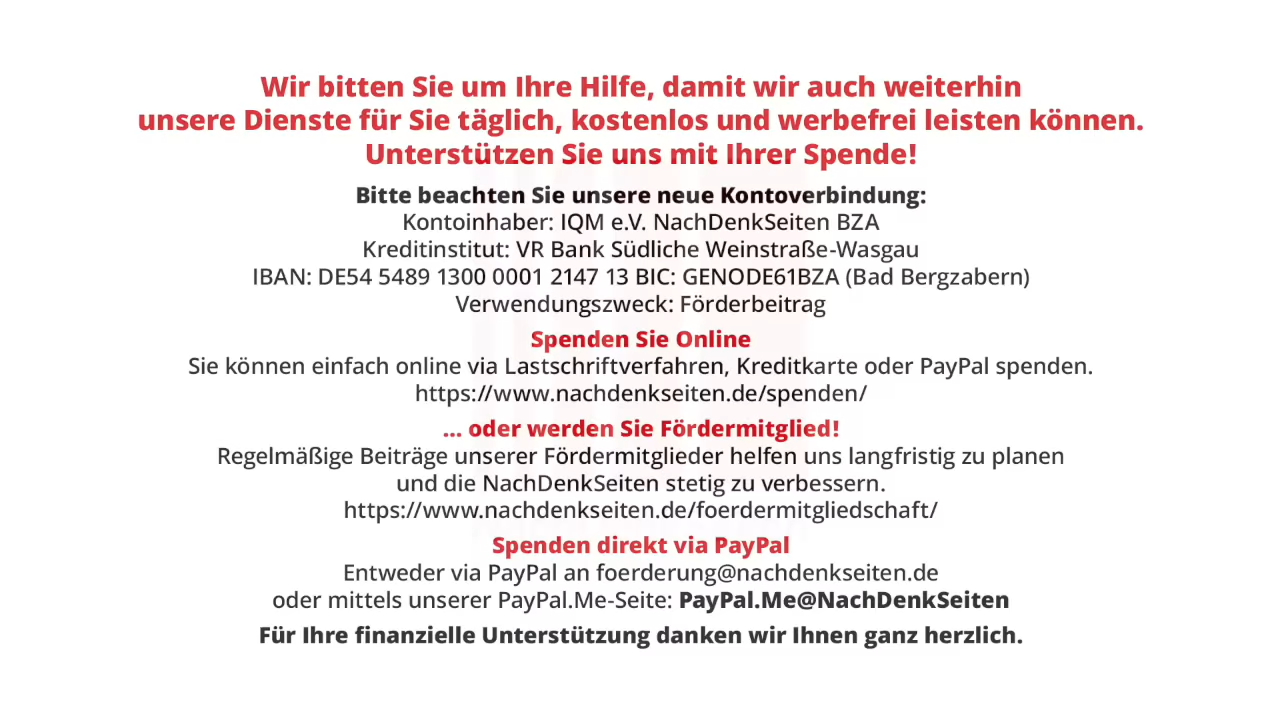 Wir bitten Sie um Ihre Hilfe, damit wir auch weiterhin
unsere Dienste für Sie täglich, kostenlos und werbefrei leisten können.
Unterstützen Sie uns mit Ihrer Spende!
Bitte beachten Sie unsere neue Kontoverbindung:
Kontoinhaber: IQM e.V. NachDenkSeiten BZA
Kreditinstitut: VR Bank Südliche Weinstraße-Wasgau
IBAN: DE54 5489 1300 0001 2147 13 BIC: GENODE61BZA (Bad Bergzabern)
Verwendungszweck: Förderbeitrag
Spenden Sie Online
Sie können einfach online via Lastschriftverfahren, Kreditkarte oder PayPal spenden.
https://www.nachdenkseiten.de/spenden/
... oder werden Sie Fördermitglied!
Regelmäßige Beiträge unserer Fördermitglieder helfen uns langfristig zu planen
und die NachDenkSeiten stetig zu verbessern.
https://www.nachdenkseiten.de/foerdermitgliedschaft/
Spenden direkt via PayPal
Entweder via PayPal an foerderung@nachdenkseiten.de
oder mittels unserer PayPal.Me-Seite: PayPal.Me@NachDenkSeiten
Für Ihre finanzielle Unterstützung danken wir Ihnen ganz herzlich.